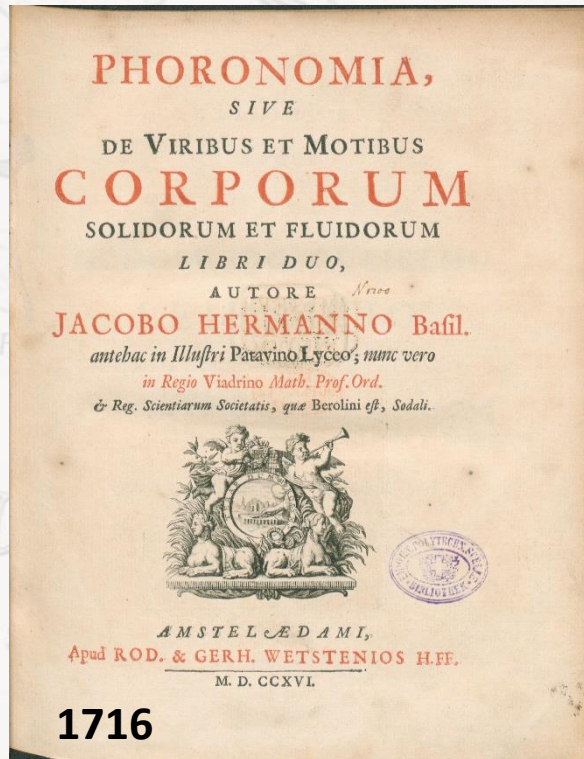 PHORONOMIA,
SIVE
DE VIRIBUS ET MOTIBUS
CORPORUM
SOLIDORUM ET FLUIDORUM
LIBRI DUO,
AUTORE
JACOBO HERMANNO Baſil.
antehac in Illuſtri Patavino Lyceo; nunc vero
in Regio Viadrino Math. Prof. Ord.
& Reg. Scientiarum Societatis, quæ Berolini eſt, Sodali.
BIBLIOTHEK
AMSTELÆDAMI,
Apud ROD. & GERH. WETSTENIOS H.FF.
M. D. CCXVI.
1716